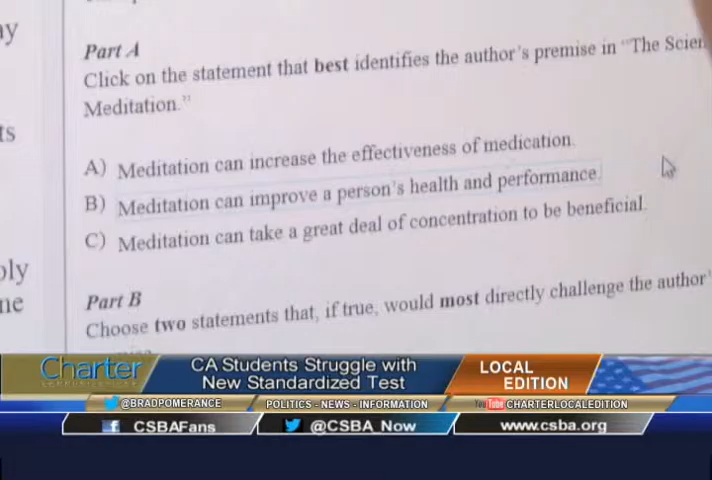 Part A
Click on the statement that best identifies the author's premise in "The
Meditation."
A) Meditation can increase the effectiveness of medication.
B) Meditation can improve a person's health and performance.
C) Meditation can take a great deal of concentration to be beneficial.
Part B
Choose two statements that, if true, would most directly challenge the author's
Charter
COMMUNICATIONS
CA Students Struggle with
New Standardized Test
LOCAL
EDITION
@BRADPOMERANCE
POLITICS - NEWS - INFORMATION
YouTube CHARTERLOCALEDITION
f CSBAFans
@CSBA_Now
www.csba.org